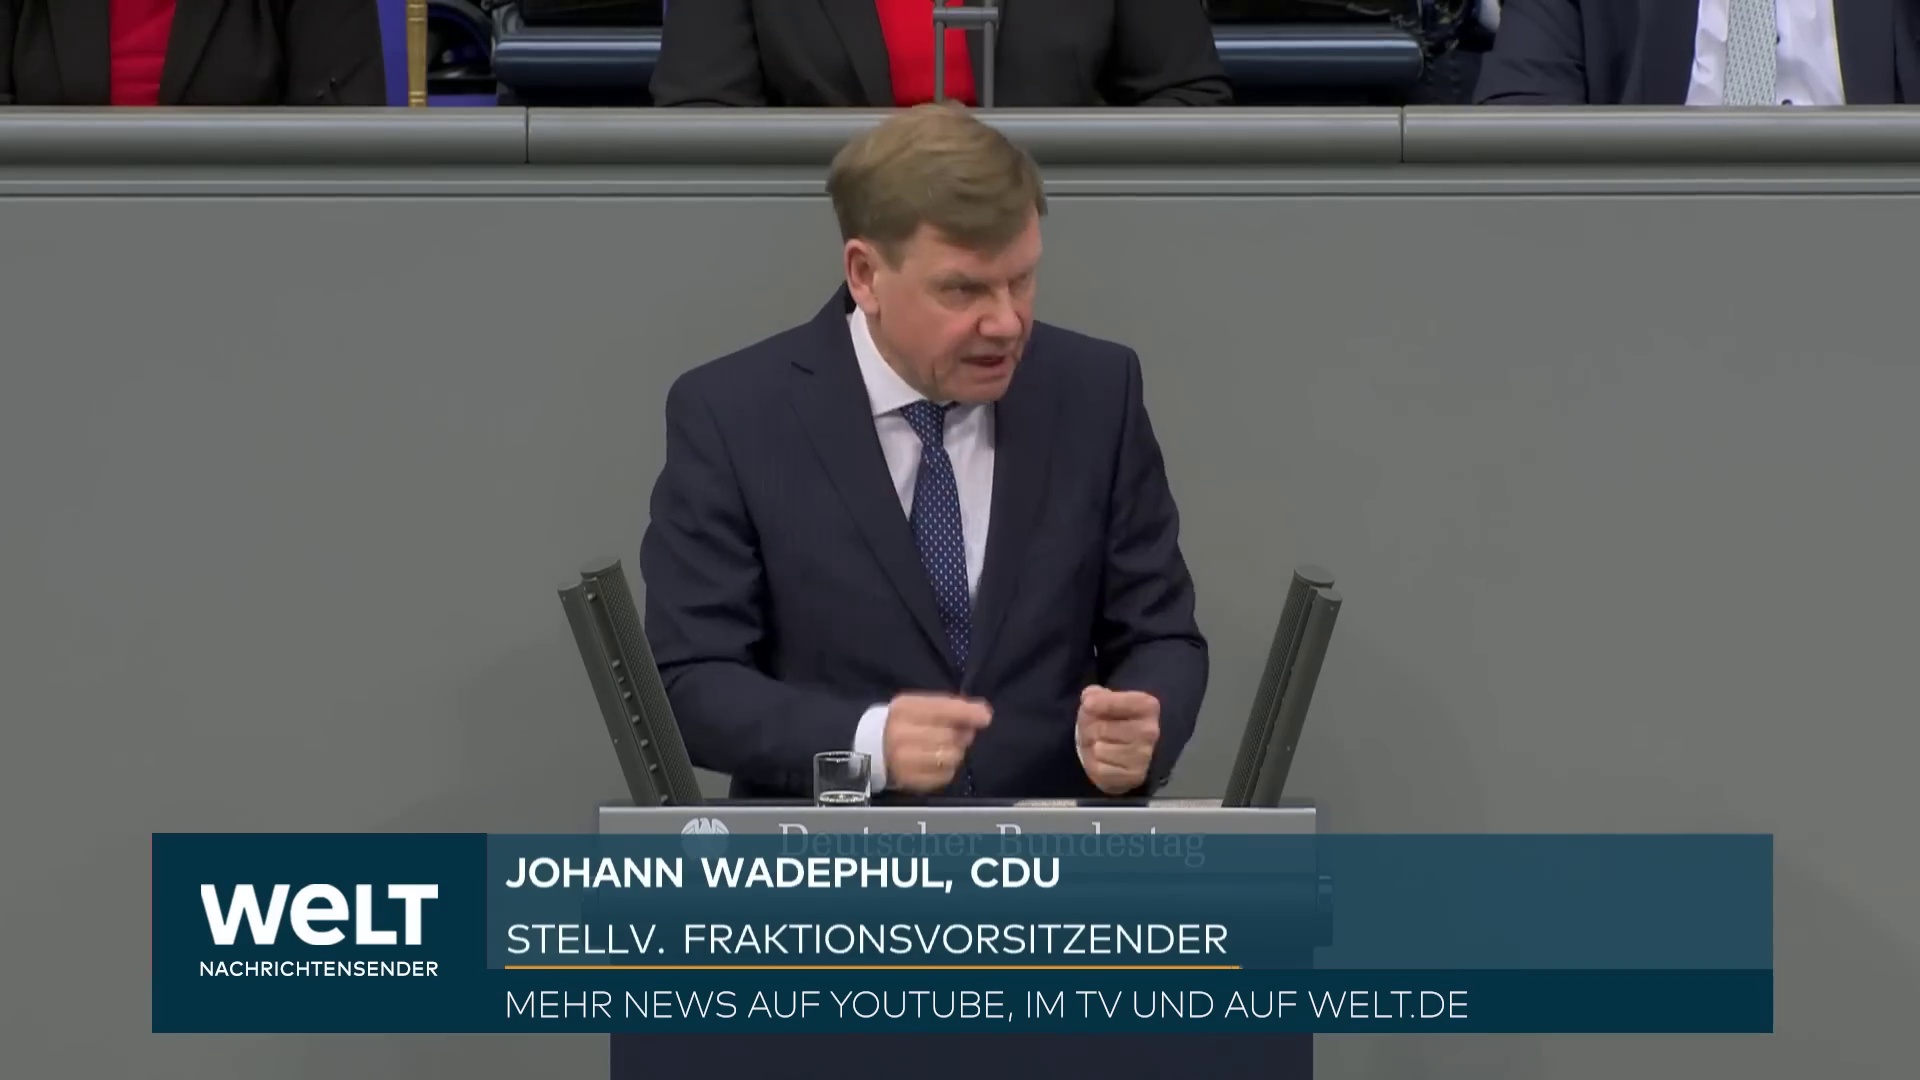 Deutscher Bundestag
JOHANN WADEPHUL, CDU
STELLV. FRAKTIONSVORSITZENDER
WELT
NACHRICHTENSENDER
MEHR NEWS AUF YOUTUBE, IM TV UND AUF WELT.DE